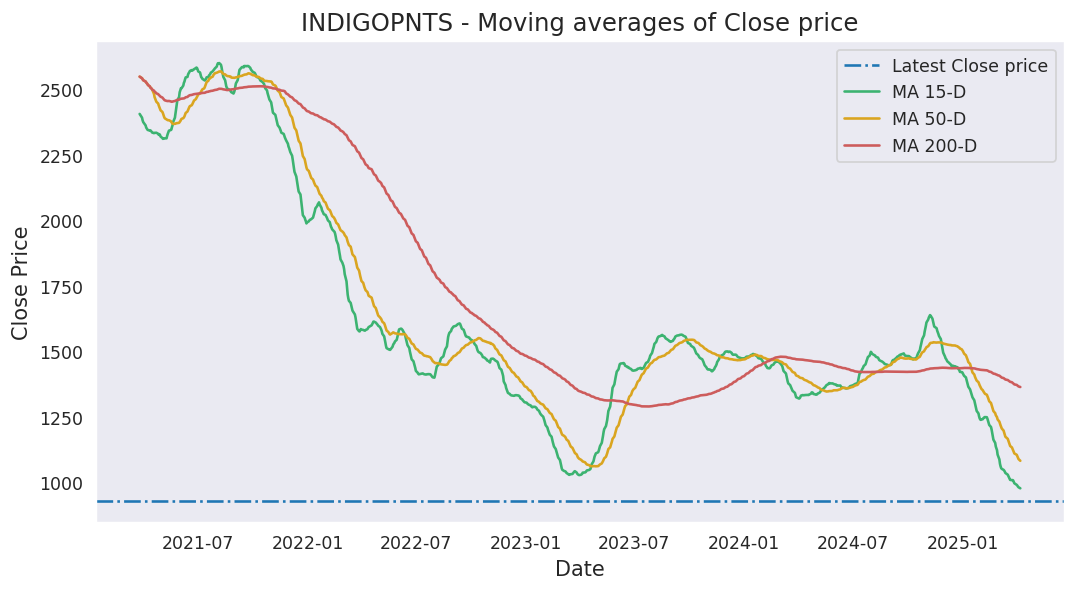 INDIGOPNTS - Moving averages of Close price
Latest Close price
MA 15-D
MA 50-D
MA 200-D
Close Price
2500
2250
2000
1750
1500
1250
1000
2021-07 2022-01 2022-07 2023-01 2023-07 2024-01 2024-07 2025-01
Date